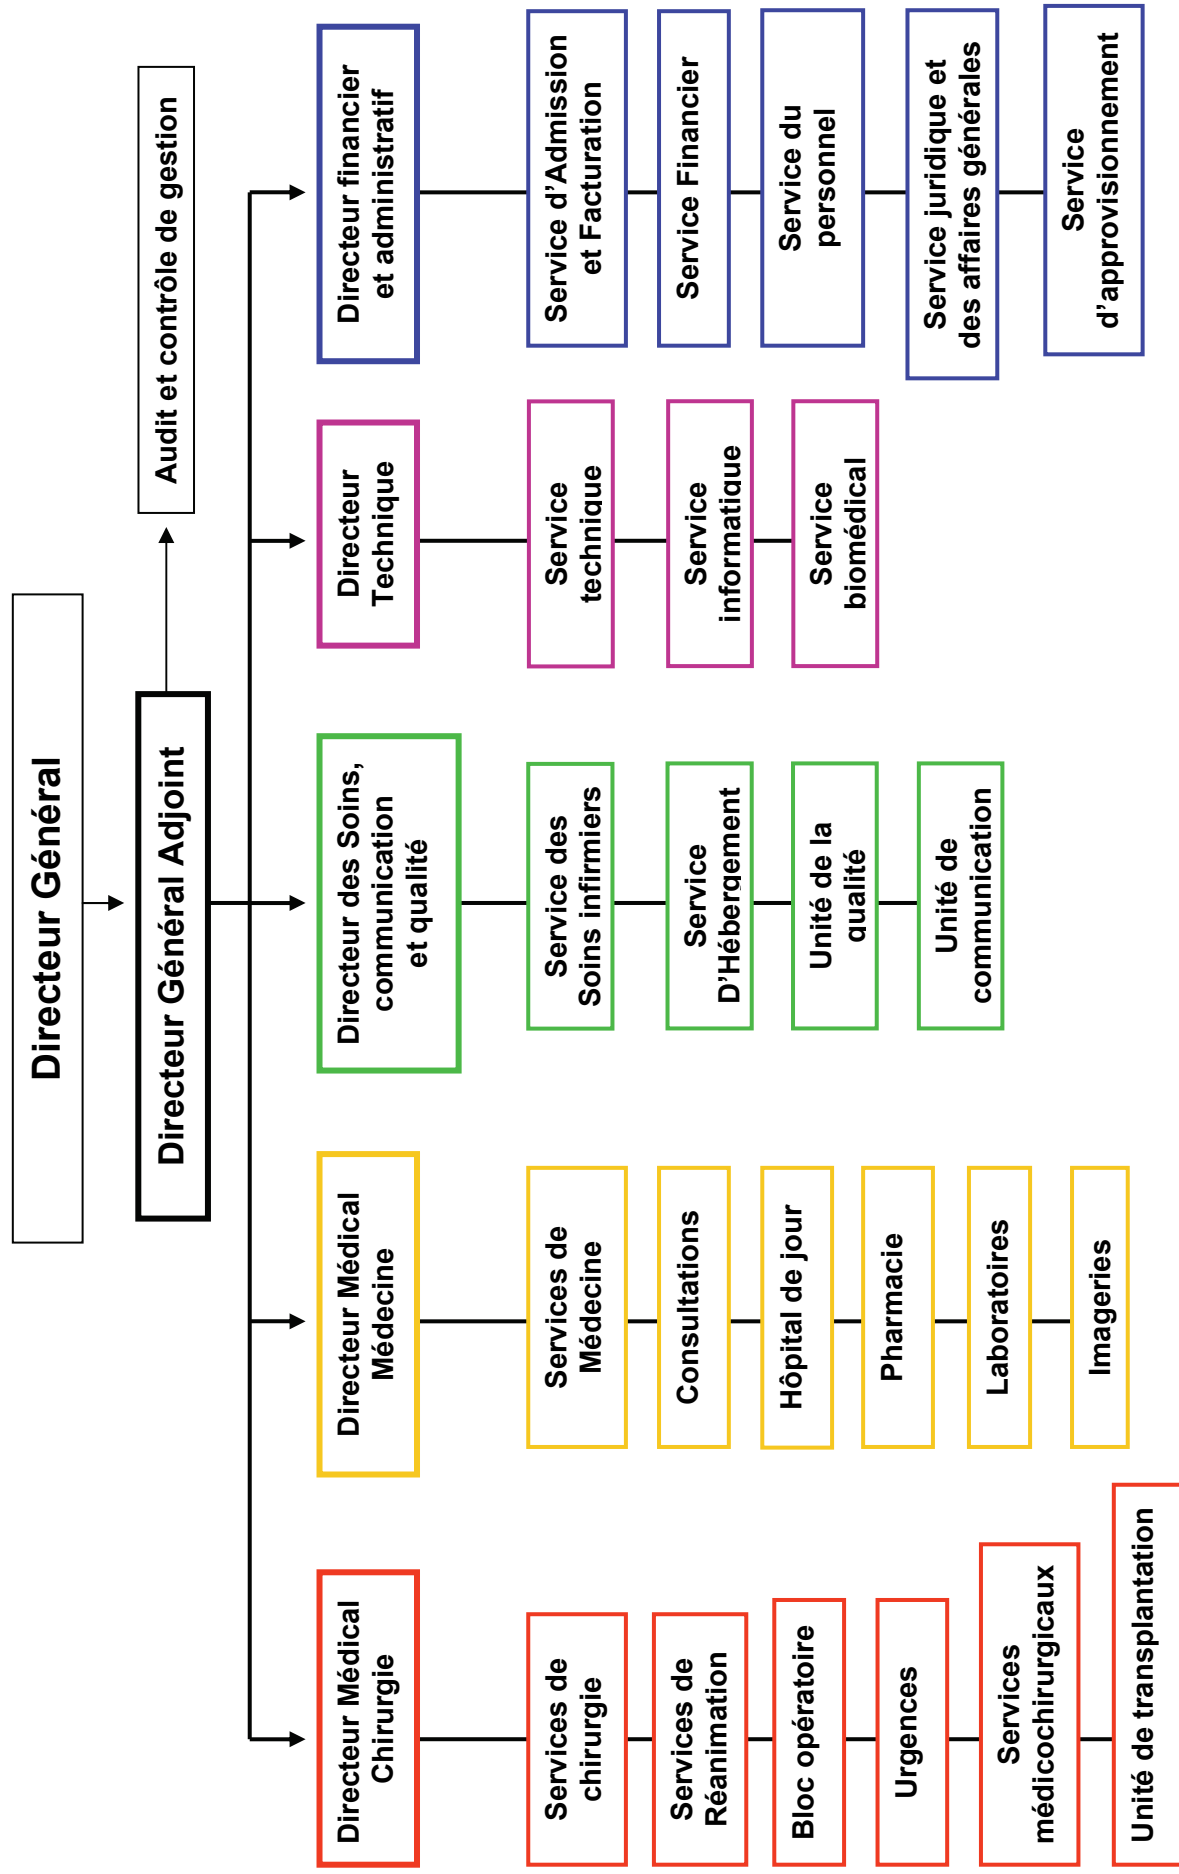 Directeur Général
Directeur Général Adjoint
Audit et contrôle de gestion
Directeur Médical
Chirurgie
Services de
chirurgie
Services de
Réanimation
Bloc opératoire
Urgences
Services
médicochirurgicaux
Unité de transplantation
Directeur Médical
Médecine
Services de
Médecine
Consultations
Hôpital de jour
Pharmacie
Laboratoires
Imageries
Directeur des Soins,
communication
et qualité
Service des
Soins infirmiers
Service
D'Hébergement
Unité de la
qualité
Unité de
communication
Directeur
Technique
Service
technique
Service
informatique
Service
biomédical
Directeur financier
et administratif
Service d'Admission
et Facturation
Service Financier
Service du
personnel
Service juridique et
des affaires générales
Service
d'approvisionnement